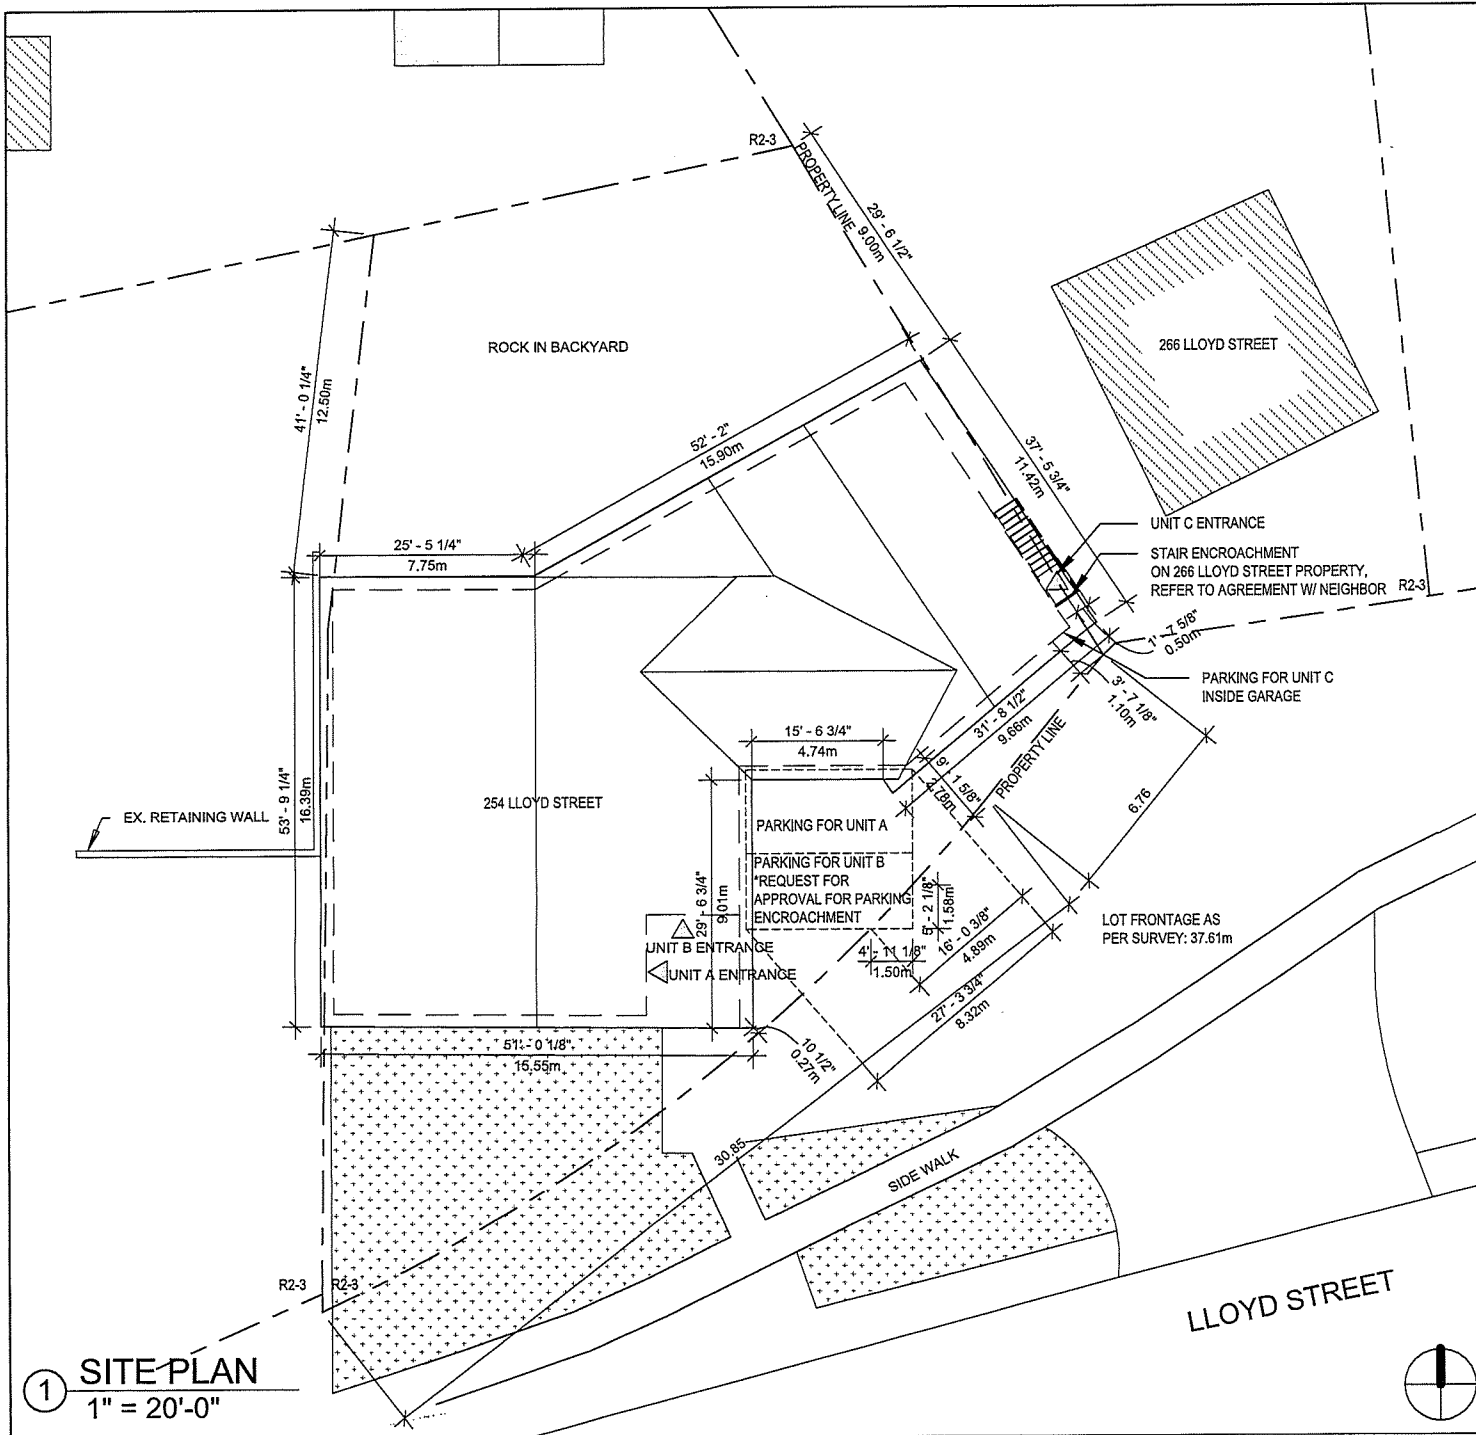 R2-3
PROPERTY LINE 9.00m
29' - 6 1/2"
ROCK IN BACKYARD
266 LLOYD STREET
41' - 0 1/4"
12.50m
52' - 2"
15.90m
37' - 5 3/4"
11.42m
UNIT C ENTRANCE
STAIR ENCROACHMENT
ON 266 LLOYD STREET PROPERTY,
REFER TO AGREEMENT W/ NEIGHBOR
R2-3
25' - 5 1/4"
7.75m
1' - 7 5/8"
0.50m
PARKING FOR UNIT C
INSIDE GARAGE
3' - 7 1/8"
1.10m
31' - 8 1/2"
9.66m
PROPERTY LINE
15' - 6 3/4"
4.74m
9' - 1 5/8"
2.78m
6.76
53' - 9 1/4"
16.39m
254 LLOYD STREET
EX. RETAINING WALL
PARKING FOR UNIT A
PARKING FOR UNIT B
*REQUEST FOR
APPROVAL FOR PARKING
ENCROACHMENT
29' - 6 3/4"
9.01m
5' - 2 1/8"
1.58m
LOT FRONTAGE AS
PER SURVEY: 37.61m
UNIT B ENTRANCE
UNIT A ENTRANCE
4' - 11 1/8"
1.50m
16' - 0 3/8"
4.89m
27' - 3 3/4"
8.32m
51' - 0 1/8"
15.55m
10 1/2"
0.27m
30.85
SIDE WALK
R2-3
R2-3
LLOYD STREET
1
SITE PLAN
1" = 20'-0"